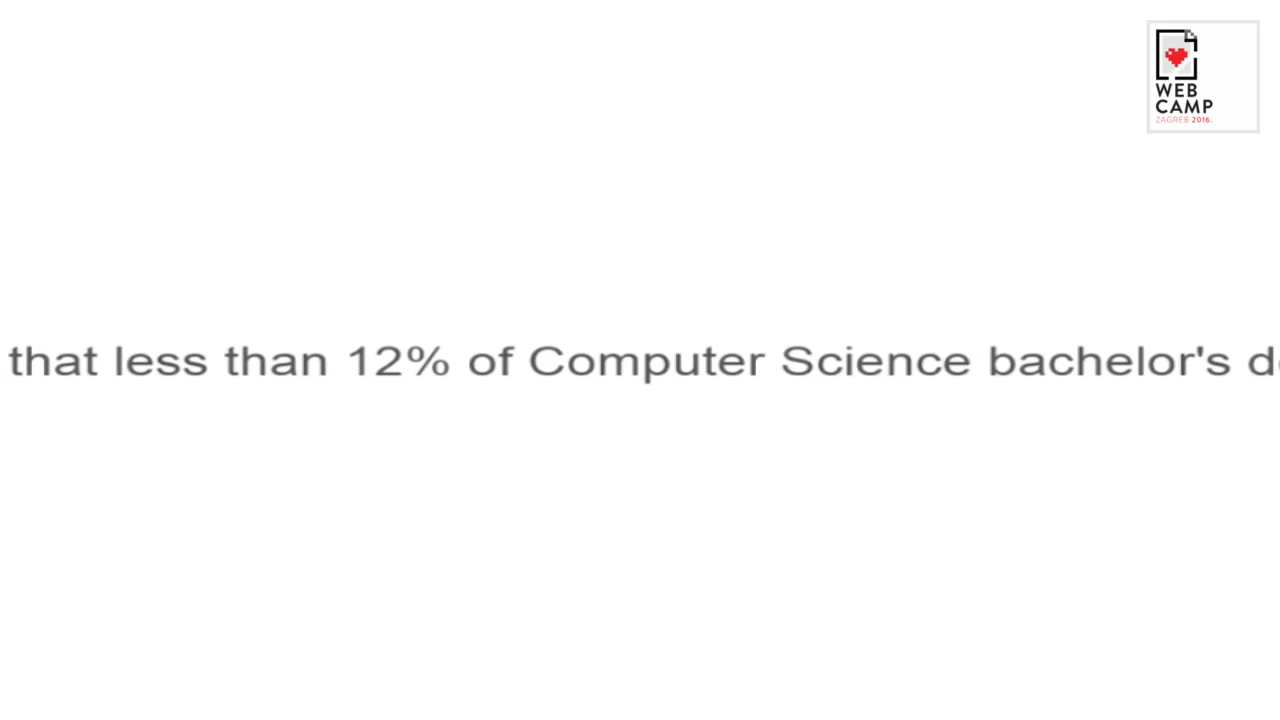 WEB
CAMP
ZAGREB 2016.
that less than 12% of Computer Science bachelor's